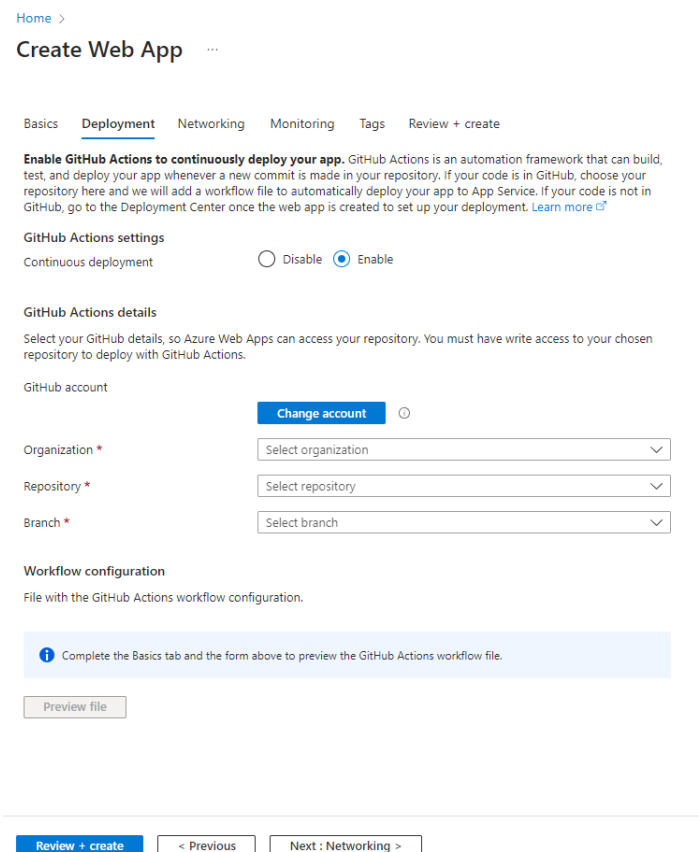 Home >
Create Web App ...
Basics Deployment Networking Monitoring Tags Review + create
Enable GitHub Actions to continuously deploy your app. GitHub Actions is an automation framework that can build,
test, and deploy your app whenever a new commit is made in your repository. If your code is in GitHub, choose your
repository here and we will add a workflow file to automatically deploy your app to App Service. If your code is not in
GitHub, go to the Deployment Center once the web app is created to set up your deployment. Learn more
GitHub Actions settings
Continuous deployment Disable Enable
GitHub Actions details
Select your GitHub details, so Azure Web Apps can access your repository. You must have write access to your chosen
repository to deploy with GitHub Actions.
GitHub account
Change account
Organization * Select organization
Repository * Select repository
Branch * Select branch
Workflow configuration
File with the GitHub Actions workflow configuration.
Complete the Basics tab and the form above to preview the GitHub Actions workflow file.
Preview file
Review + create < Previous Next : Networking >